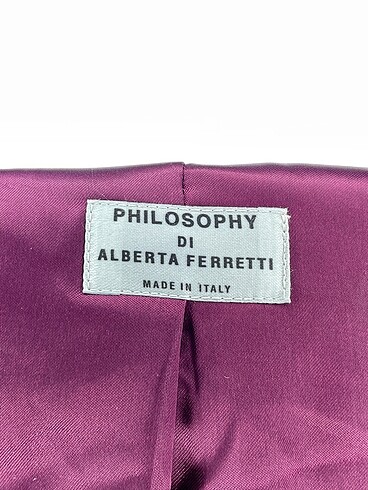 PHILOSOPHY
DI
ALBERTA FERRETTI
MADE IN ITALY